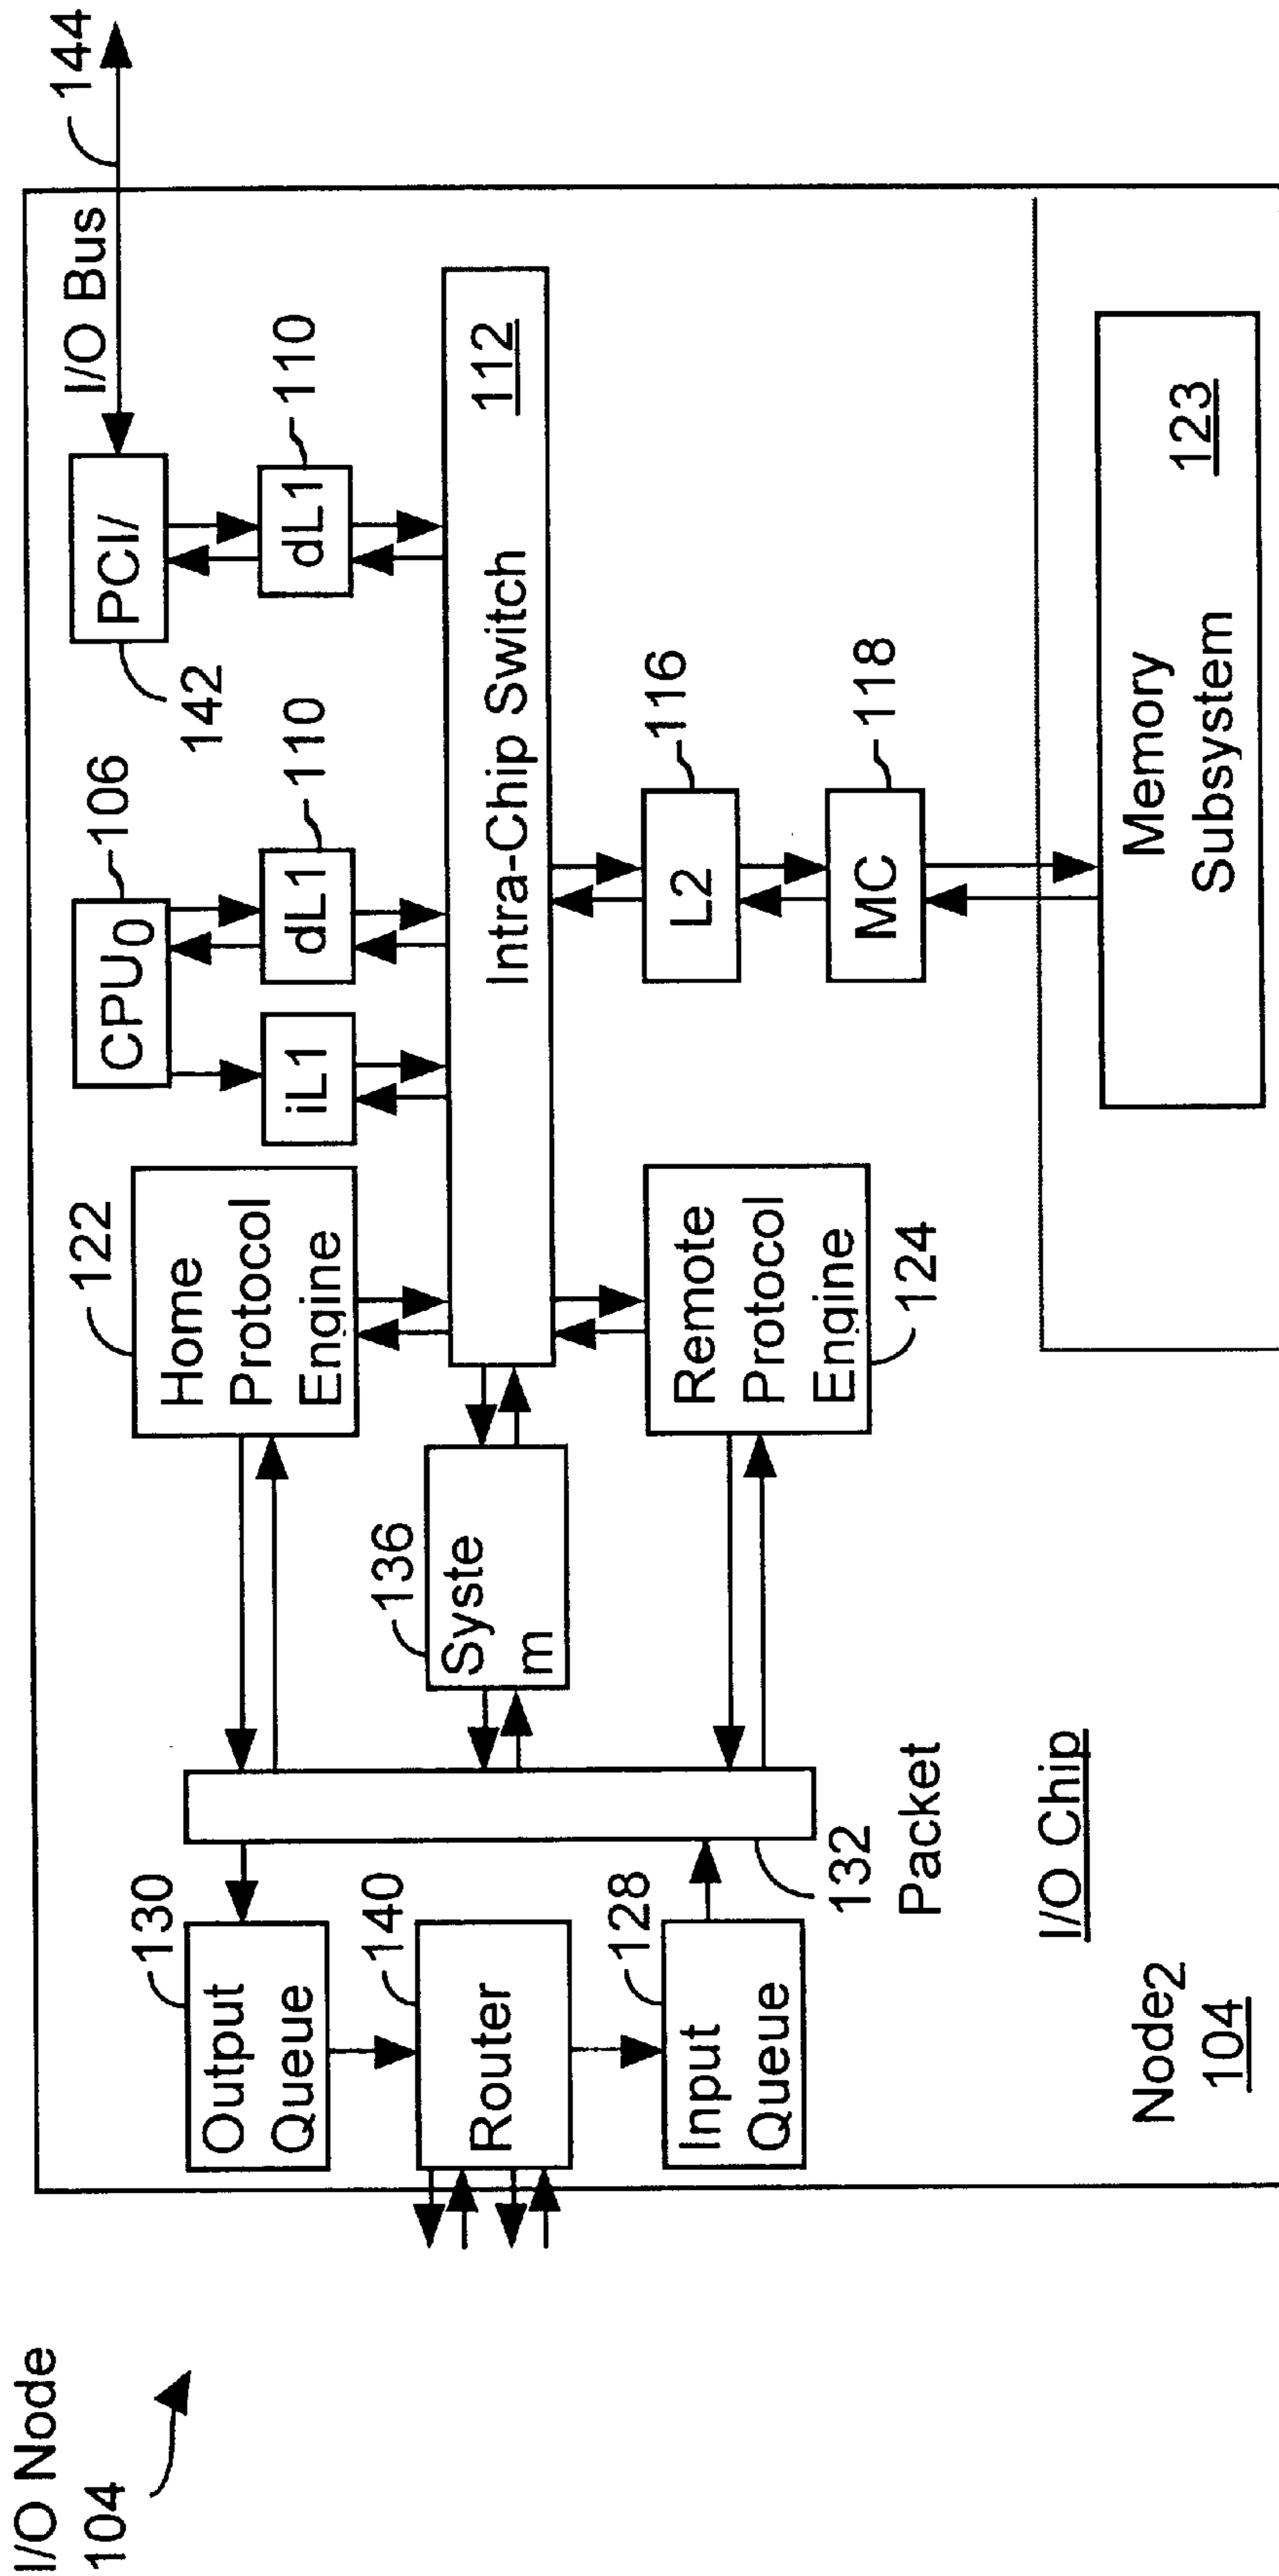 I/O Node
104
144
I/O Bus
PCI/
142
dL1
110
106
CPU0
dL1
110
iL1
122
Home
Protocol
Engine
Intra-Chip Switch
112
136
Syste
m
130
Output
Queue
140
Router
128
Input
Queue
132
Packet
Remote
Protocol
Engine
124
L2
116
MC
118
Memory
Subsystem
123
I/O Chip
Node2
104